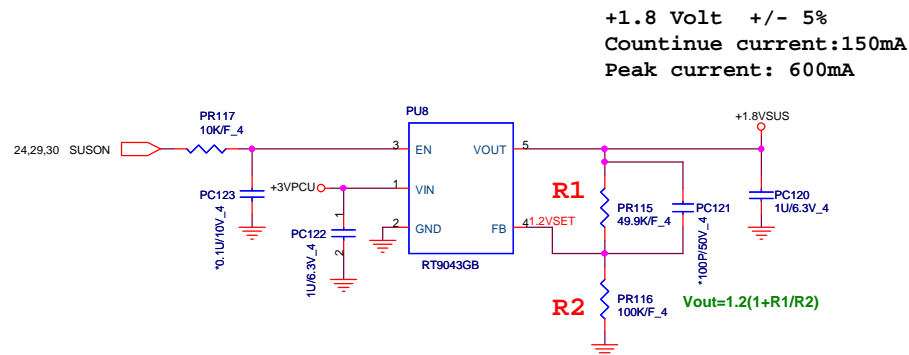 +1.8 Volt +/- 5%
Countinue current:150mA
Peak current: 600mA
PR117
10K/F_4
PU8
+1.8VSUS
24,29,30 SUSON
3
EN
VOUT
5
PC123
*0.1U/10V_4
+3VPCU
1
VIN
R1
PR115
49.9K/F_4
PC121
*100P/50V_4
PC120
1U/6.3V_4
1
PC122
1U/6.3V_4
2
2
GND
FB
4
1.2VSET
RT9043GB
R2
PR116
100K/F_4
Vout=1.2(1+R1/R2)